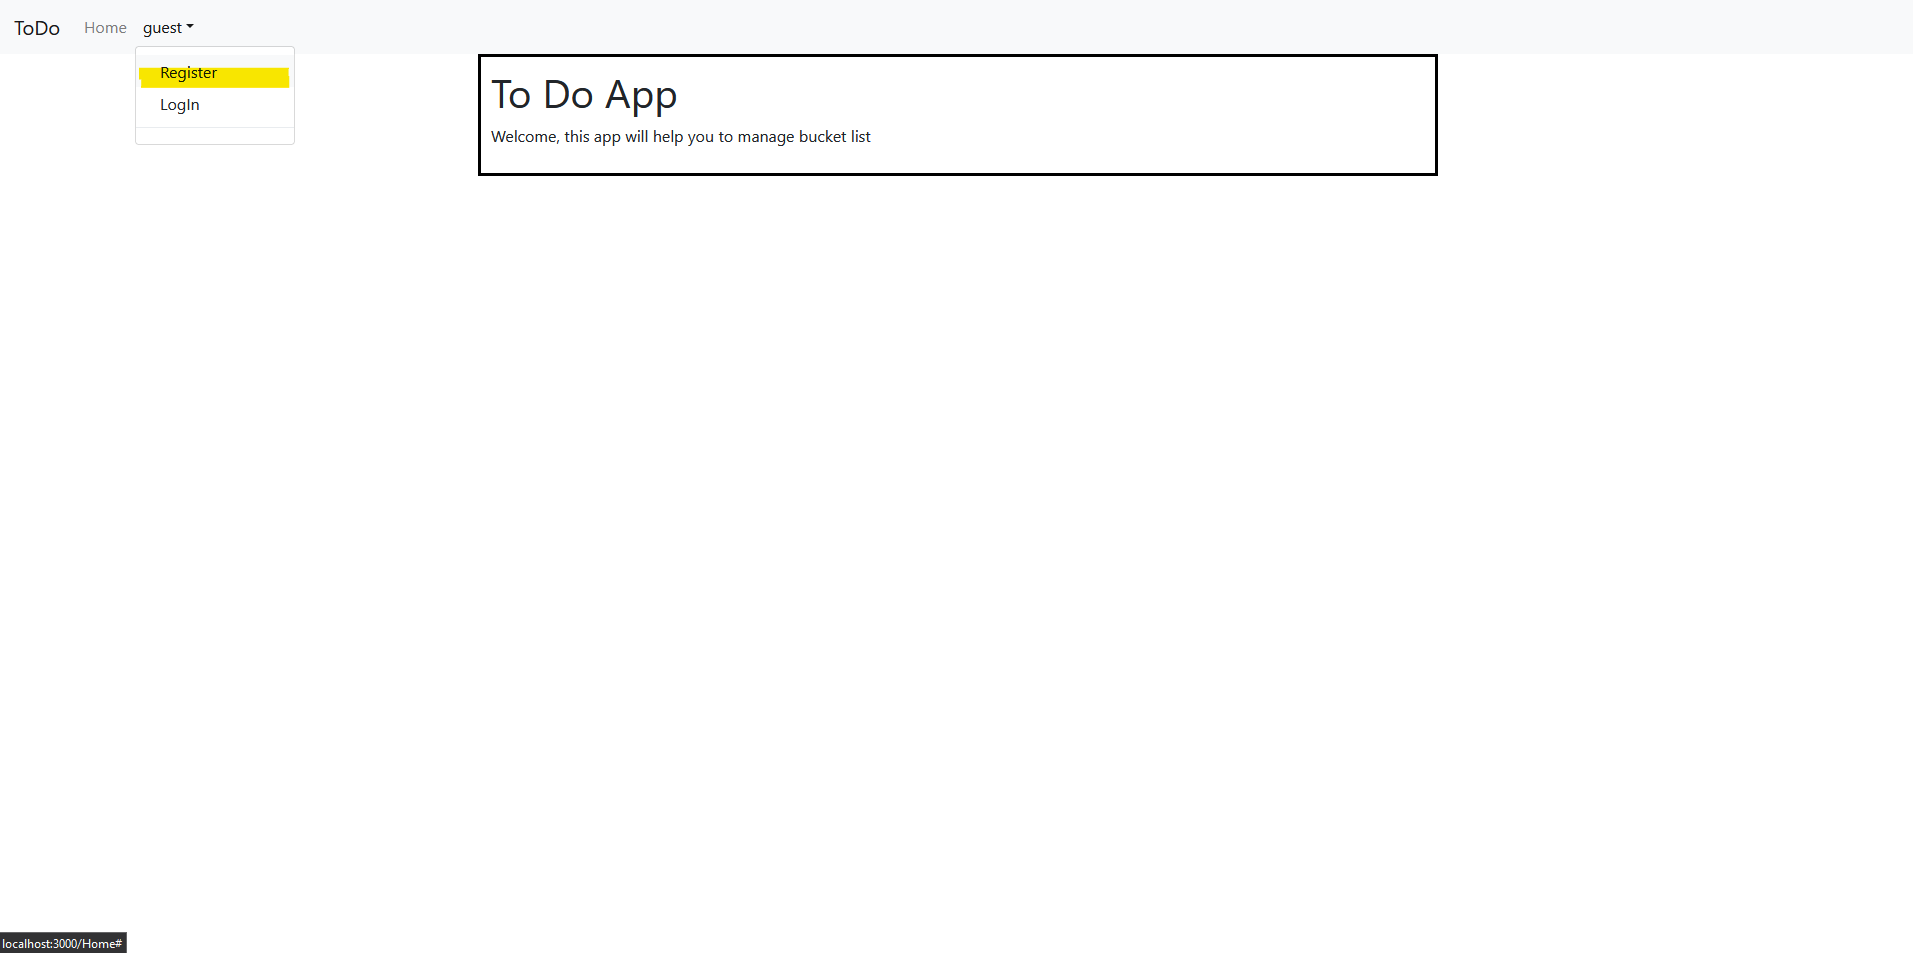 ToDo Home guest
Register
LogIn
To Do App
Welcome, this app will help you to manage bucket list
localhost:3000/Home#